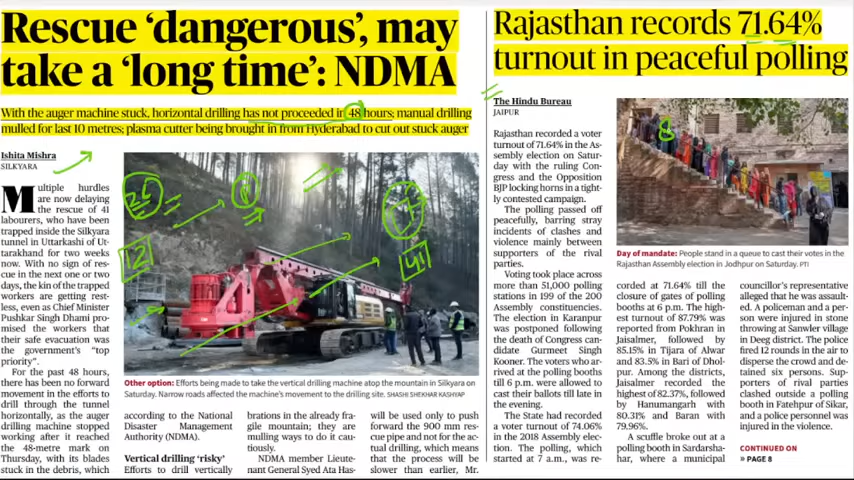 Rescue ‘dangerous’, may
take a ‘long time’: NDMA
With the auger machine stuck, horizontal drilling has not proceeded in 48 hours; manual drilling
mulled for last 10 metres; plasma cutter being brought in from Hyderabad to cut out stuck auger
Ishita Mishra
SILKYARA
Multiple hurdles
are now delaying
the rescue of 41
labourers, who have been
trapped inside the Silkyara
tunnel in Uttarkashi of Ut-
tarakhand for two weeks
now. With no sign of res-
cue in the next one or two
days, the kin of the trapped
workers are getting rest-
less, even as Chief Minister
Pushkar Singh Dhami pro-
mised the workers that
their safe evacuation was
the government’s “top
priority”.
For the past 48 hours,
there has been no forward
movement in the efforts to
drill through the tunnel
horizontally, as the auger
drilling machine stopped
working after it reached
the 48-metre mark on
Thursday, with its blades
stuck in the debris, which
12
41
Other option: Efforts being made to take the vertical drilling machine atop the mountain in Silkyara on
Saturday. Narrow roads affected the machine’s movement to the drilling site. SHASHI SHEKHAR KASHYAP
according to the National
Disaster Management
Authority (NDMA).
Vertical drilling ‘risky’
Efforts to drill vertically
brations in the already fra-
gile mountain; they are
mulling ways to do it cau-
tiously.
NDMA member Lieute-
nant General Syed Ata Has-
will be used only to push
forward the 900 mm res-
cue pipe and not for the ac-
tual drilling, which means
that the process will be
slower than earlier, Mr.
Rajasthan records 71.64%
turnout in peaceful polling
The Hindu Bureau
JAIPUR
Rajasthan recorded a voter
turnout of 71.64% in the As-
sembly election on Satur-
day with the ruling Con-
gress and the Opposition
BJP locking horns in a tight-
ly contested campaign.
The polling passed off
peacefully, barring stray
incidents of clashes and
violence mainly between
supporters of the rival
parties.
Voting took place across
more than 51,000 polling
stations in 199 of the 200
Assembly constituencies.
The election in Karanpur
was postponed following
the death of Congress can-
didate Gurmeet Singh
Kooner. The voters who ar-
rived at the polling booths
till 6 p.m. were allowed to
cast their ballots till late in
the evening.
The State had recorded
a voter turnout of 74.06%
in the 2018 Assembly elec-
tion. The polling, which
started at 7 a.m., was re-
8
Day of mandate: People stand in a queue to cast their votes in the
Rajasthan Assembly election in Jodhpur on Saturday. PTI
corded at 71.64% till the
closure of gates of polling
booths at 6 p.m. The high-
est turnout of 87.79% was
reported from Pokhran in
Jaisalmer, followed by
85.15% in Tijara of Alwar
and 83.5% in Bari of Dhol-
pur. Among the districts,
Jaisalmer recorded the
highest of 82.37%, followed
by Hanumangarh with
80.31% and Baran with
79.96%.
A scuffle broke out at a
polling booth in Sardarsha-
har, where a municipal
councillor’s representative
alleged that he was assault-
ed. A policeman and a per-
son were injured in stone
throwing at Sanwler village
in Deeg district. The police
fired 12 rounds in the air to
disperse the crowd and de-
tained six persons. Sup-
porters of rival parties
clashed outside a polling
booth in Fatehpur of Sikar,
and a police personnel was
injured in the violence.
CONTINUED ON
» PAGE 8